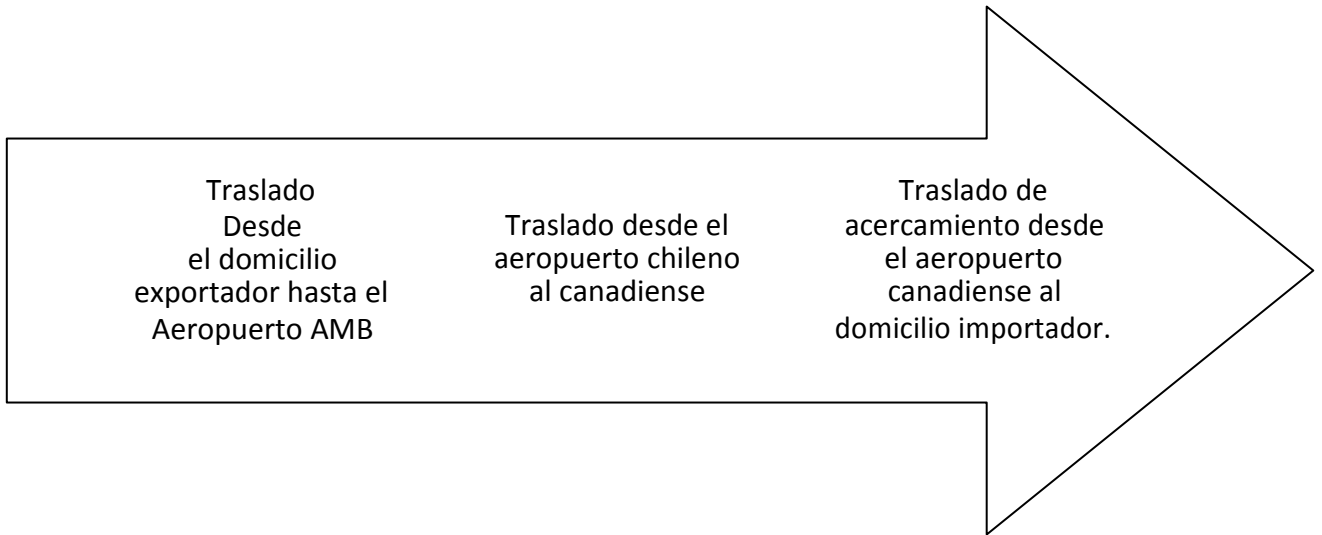 Traslado
Desde
el domicilio
exportador hasta el
Aeropuerto AMB
Traslado desde el
aeropuerto chileno
al canadiense
Traslado de
acercamiento desde
el aeropuerto
canadiense al
domicilio importador.